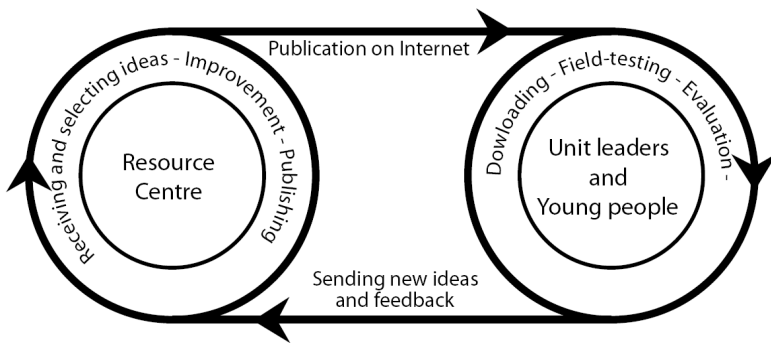 Publication on Internet
Receiving and selecting ideas - Improvement - Publishing
Resource
Centre
Dowloading - Field-testing - Evaluation -
Unit leaders
and
Young people
Sending new ideas
and feedback